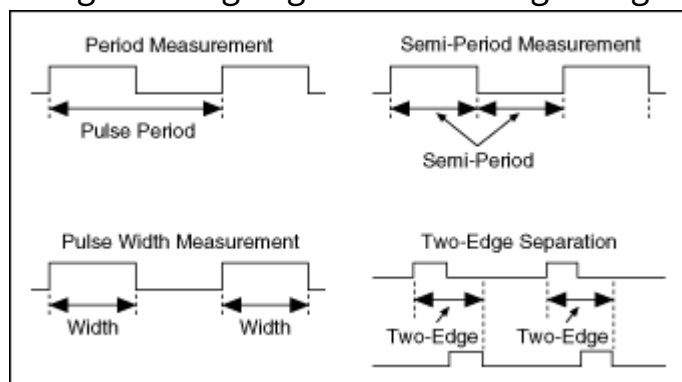 Period Measurement
Pulse Period
Semi-Period Measurement
Semi-Period
Pulse Width Measurement
Width Width
Two-Edge Separation
Two-Edge Two-Edge